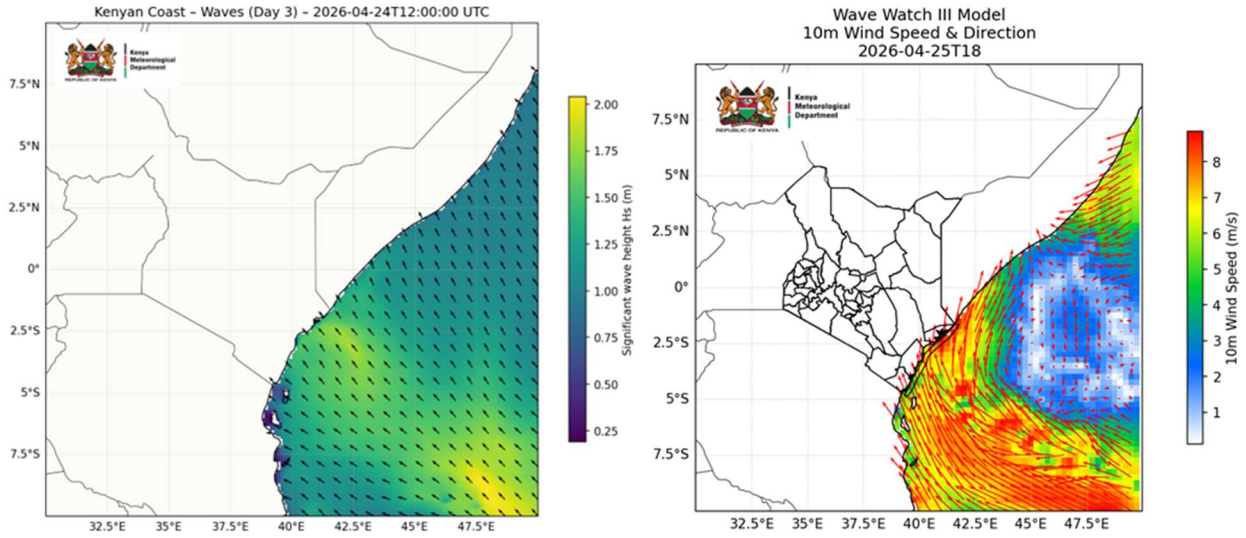 Kenyan Coast – Waves (Day 3) – 2026-04-24T12:00:00 UTC
Kenya
Meteorological
Department
REPUBLIC OF KENYA
7.5°N
5°N
2.5°N
0°
2.5°S
5°S
7.5°S
32.5°E 35°E 37.5°E 40°E 42.5°E 45°E 47.5°E
2.00
1.75
1.50
1.25
1.00
0.75
0.50
0.25
Significant wave height Hs (m)
Wave Watch III Model
10m Wind Speed & Direction
2026-04-25T18
Kenya
Meteorological
Department
REPUBLIC OF KENYA
7.5°N
5°N
2.5°N
0°
2.5°S
5°S
7.5°S
32.5°E 35°E 37.5°E 40°E 42.5°E 45°E 47.5°E
8
7
6
5
4
3
2
1
10m Wind Speed (m/s)